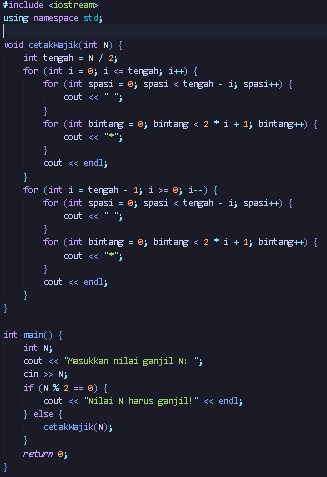 #include <iostream>
using namespace std;
void cetakWajik(int N) {
    int tengah = N / 2;
    for (int i = 0; i <= tengah; i++) {
        for (int spasi = 0; spasi < tengah - i; spasi++) {
            cout << " ";
        }
        for (int bintang = 0; bintang < 2 * i + 1; bintang++) {
            cout << "*";
        }
        cout << endl;
    }
    for (int i = tengah - 1; i >= 0; i--) {
        for (int spasi = 0; spasi < tengah - i; spasi++) {
            cout << " ";
        }
        for (int bintang = 0; bintang < 2 * i + 1; bintang++) {
            cout << "*";
        }
        cout << endl;
    }
}
int main() {
    int N;
    cout << "Masukkan nilai ganjil N: ";
    cin >> N;
    if (N % 2 == 0) {
        cout << "Nilai N harus ganjil!" << endl;
    } else {
        cetakWajik(N);
    }
    return 0;
}